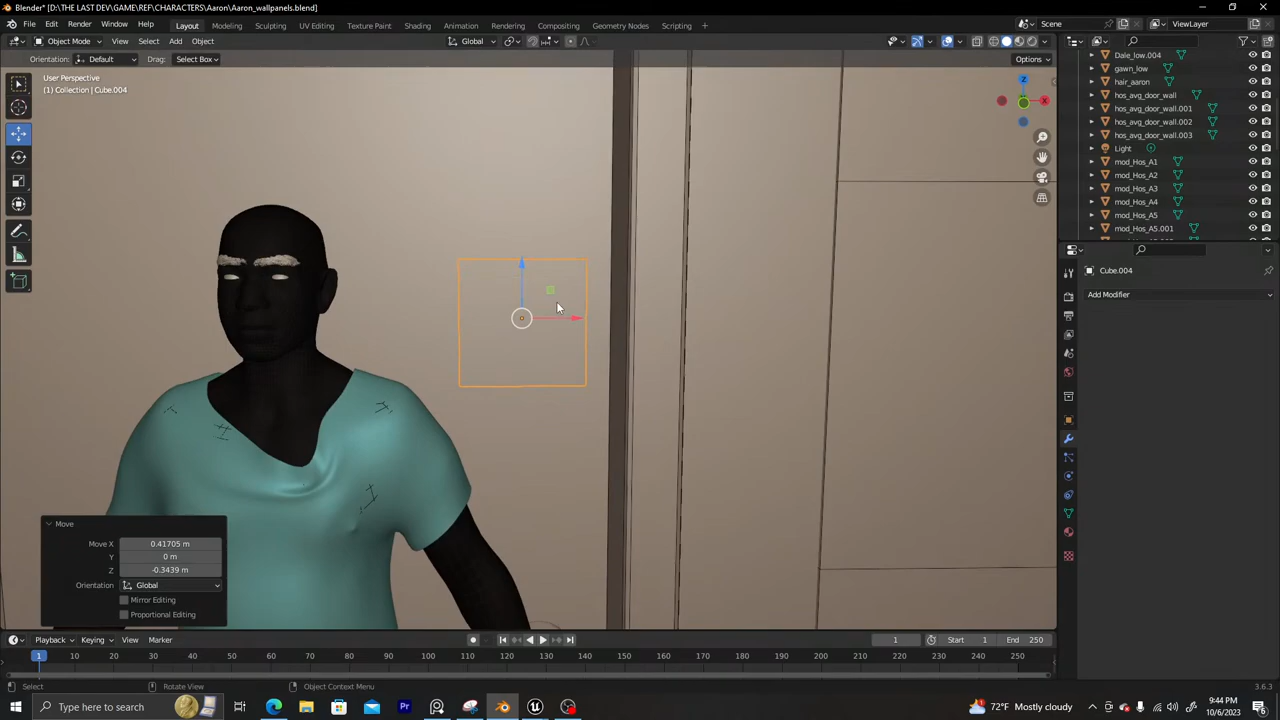 Blender* [D:\THE LAST DEV\GAME\REF\CHARACTERS\Aaron\Aaron_wallpanels.blend]
File Edit Render Window Help Layout Modeling Sculpting UV Editing Texture Paint Shading Animation Rendering Compositing Geometry Nodes Scripting + Scene ViewLayer
Object Mode View Select Add Object Global
Orientation: Default Drag: Select Box Options
User Perspective
(1) Collection | Cube.004
Z
X
Dale_low.004
gawn_low
hair_aaron
hos_avg_door_wall
hos_avg_door_wall.001
hos_avg_door_wall.002
hos_avg_door_wall.003
Light
mod_Hos_A1
mod_Hos_A2
mod_Hos_A3
mod_Hos_A4
mod_Hos_A5
mod_Hos_A5.001
Cube.004
Add Modifier
Move
Move X 0.41705 m
Y 0 m
Z -0.3439 m
Orientation Global
Mirror Editing
Proportional Editing
Playback Keying View Marker 1 Start 1 End 250
1 10 20 30 40 50 60 70 80 90 100 110 120 130 140 150 160 170 180 190 200 210 220 230 240 250
Select Rotate View Object Context Menu 3.6.3
Type here to search
72°F Mostly cloudy
9:44 PM
10/6/2023